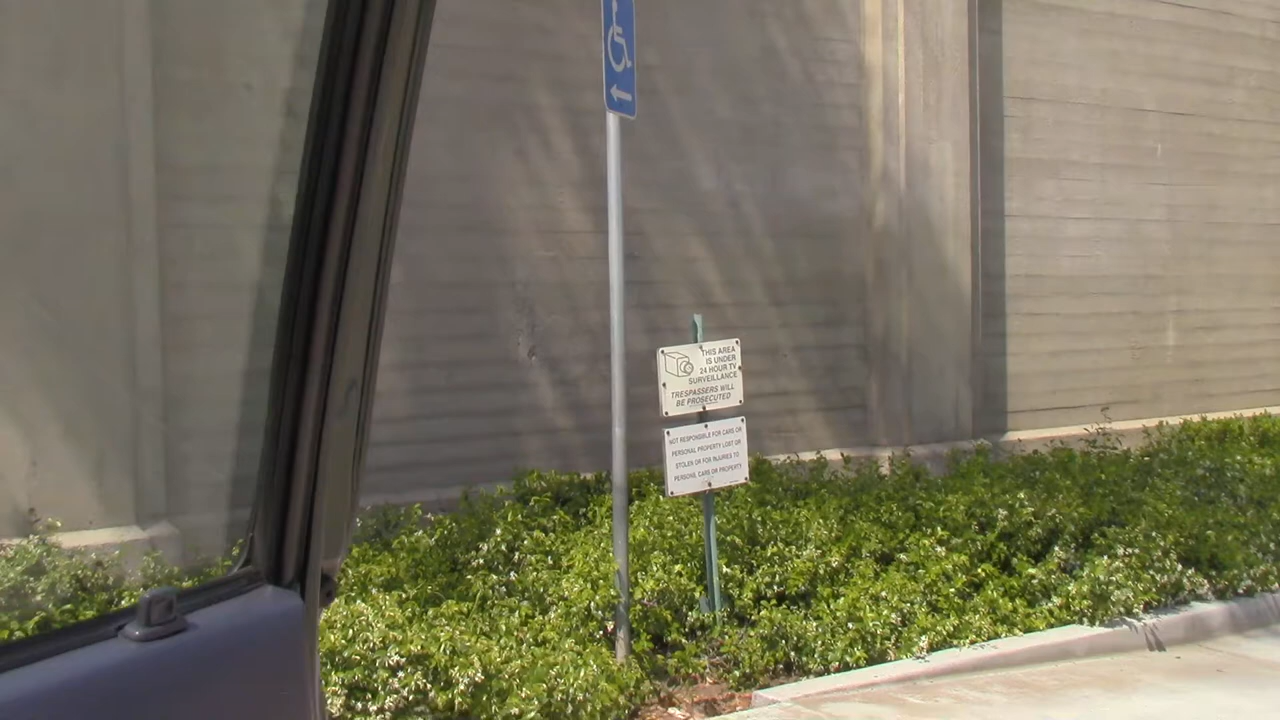 THIS AREA
IS UNDER
24 HOUR TV
SURVEILLANCE
TRESPASSERS WILL
BE PROSECUTED
NOT RESPONSIBLE FOR CARS OR
PERSONAL PROPERTY LOST OR
STOLEN OR FOR INJURIES TO
PERSONS, CARS OR PROPERTY